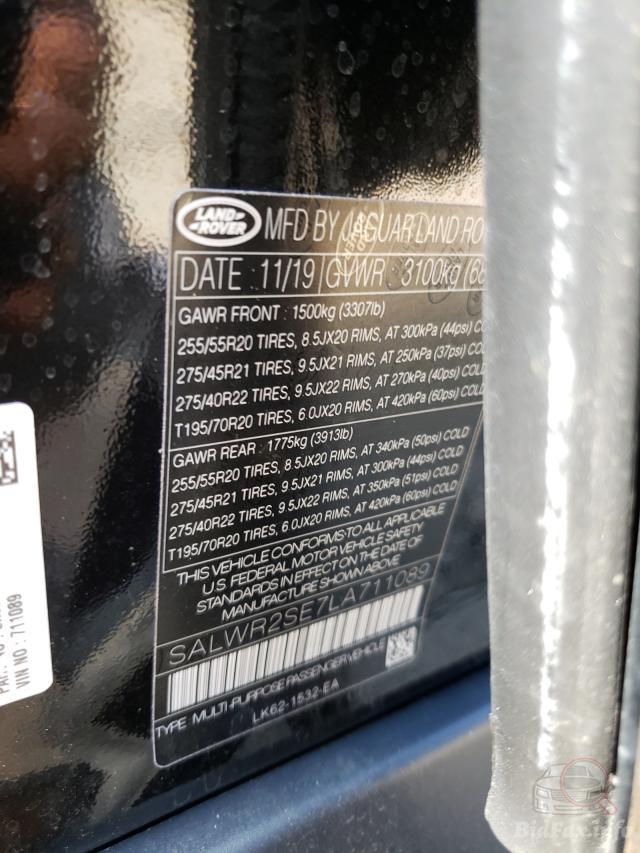 LAND ROVER
MFD BY JAGUAR LAND RO
DATE : 11/19 GVWR : 3100kg (68
GAWR FRONT : 1500kg (3307lb)
255/55R20 TIRES, 8.5JX20 RIMS, AT 300kPa (44psi) COLD
275/45R21 TIRES, 9.5JX21 RIMS, AT 250kPa (37psi) COLD
275/40R22 TIRES, 9.5JX22 RIMS, AT 270kPa (40psi) COLD
T195/70R20 TIRES, 6.0JX20 RIMS, AT 420kPa (60psi) COLD
GAWR REAR : 1775kg (3913lb)
255/55R20 TIRES, 8.5JX20 RIMS, AT 340kPa (50psi) COLD
275/45R21 TIRES, 9.5JX21 RIMS, AT 300kPa (44psi) COLD
275/40R22 TIRES, 9.5JX22 RIMS, AT 350kPa (51psi) COLD
T195/70R20 TIRES, 6.0JX20 RIMS, AT 420kPa (60psi) COLD
THIS VEHICLE CONFORMS TO ALL APPLICABLE
U.S. FEDERAL MOTOR VEHICLE SAFETY
STANDARDS IN EFFECT ON THE DATE OF
MANUFACTURE SHOWN ABOVE
SALWR2SE7LA711089
TYPE MULTI-PURPOSE PASSENGER VEHICLE
LK62-1532-EA
VIN NO : 711089
BidFax.info